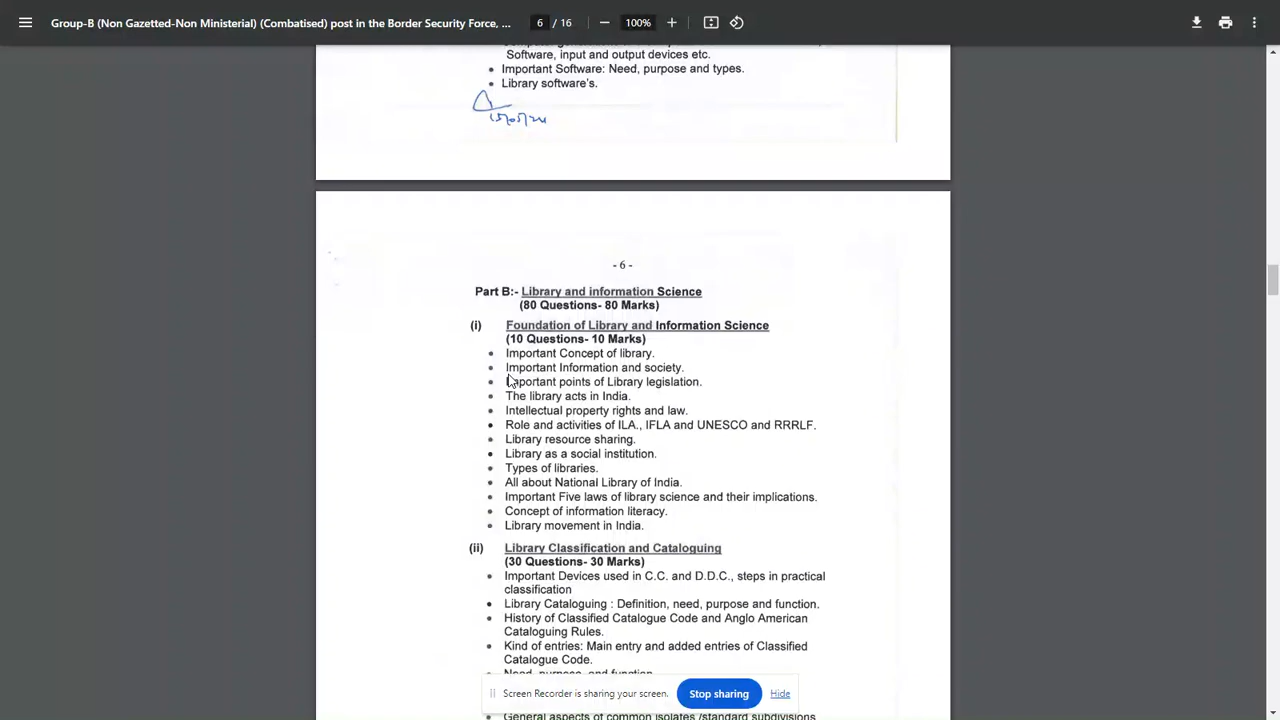 Group-B (Non Gazetted-Non Ministerial) (Combatised) post in the Border Security Force, ...
6 / 16
100%
Software, input and output devices etc.
• Important Software: Need, purpose and types.
• Library software's.
15/05/24
- 6 -
Part B:- Library and information Science
(80 Questions- 80 Marks)
(i) Foundation of Library and Information Science
(10 Questions- 10 Marks)
• Important Concept of library.
• Important Information and society.
• Important points of Library legislation.
• The library acts in India.
• Intellectual property rights and law.
• Role and activities of ILA., IFLA and UNESCO and RRRLF.
• Library resource sharing.
• Library as a social institution.
• Types of libraries.
• All about National Library of India.
• Important Five laws of library science and their implications.
• Concept of information literacy.
• Library movement in India.
(ii) Library Classification and Cataloguing
(30 Questions- 30 Marks)
• Important Devices used in C.C. and D.D.C., steps in practical
classification
• Library Cataloguing : Definition, need, purpose and function.
• History of Classified Catalogue Code and Anglo American
Cataloguing Rules.
• Kind of entries: Main entry and added entries of Classified
Catalogue Code.
Need, purpose, and function
Screen Recorder is sharing your screen.
Stop sharing
Hide
General aspects of common isolates /standard subdivisions